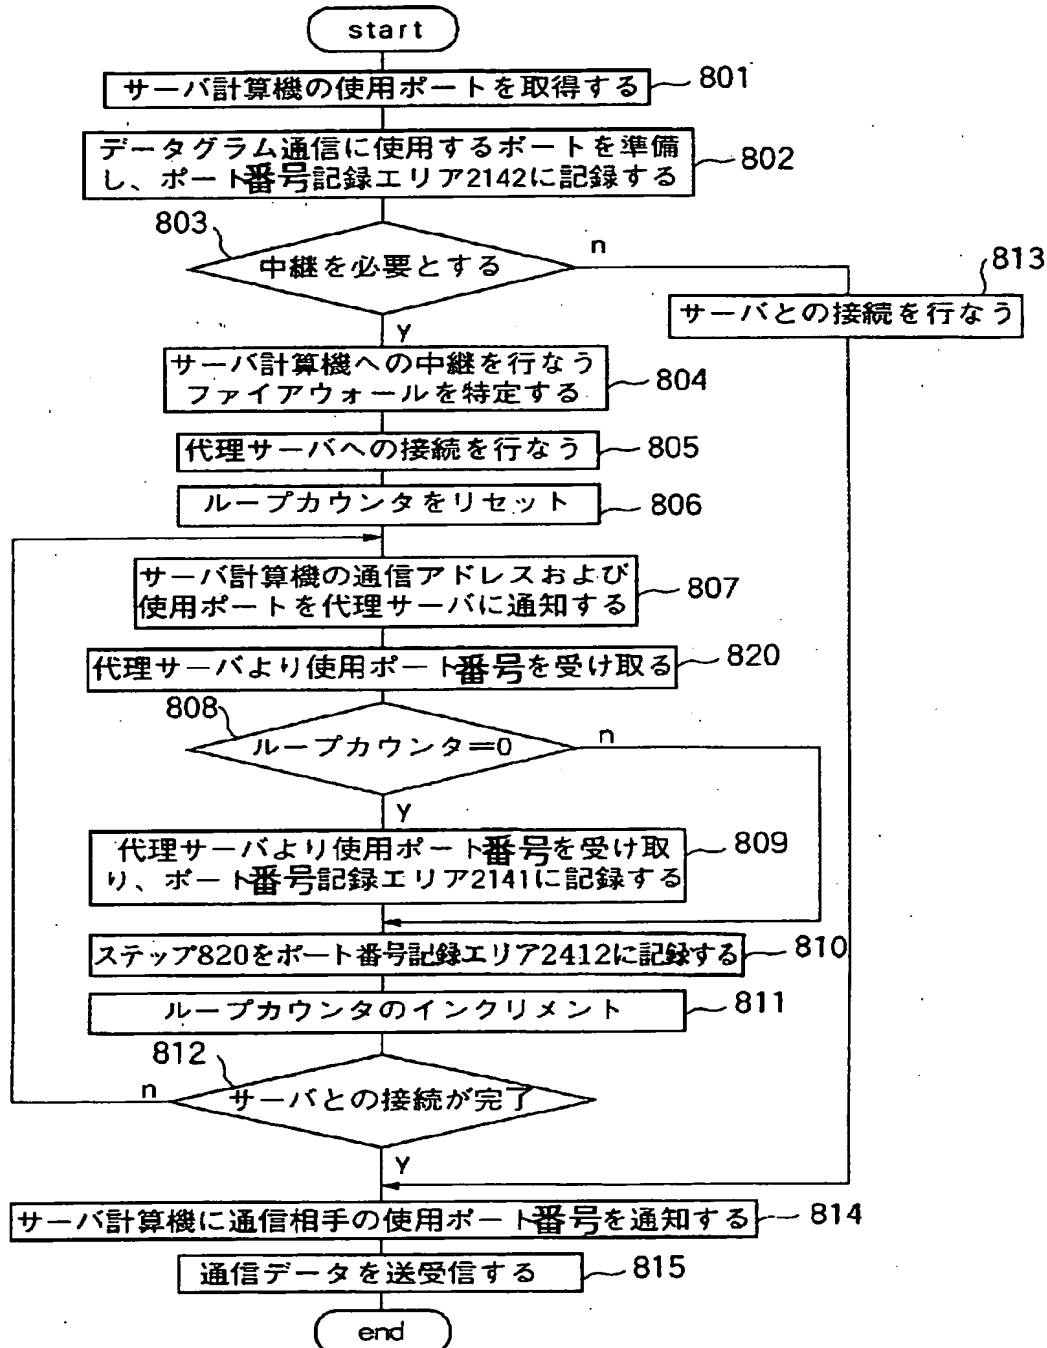 start
サーバ計算機の使用ポートを取得する
801
データグラム通信に使用するポートを準備
し、ポート番号記録エリア2142に記録する
802
803
中継を必要とする
n
y
813
サーバとの接続を行なう
サーバ計算機への中継を行なう
ファイアウォールを特定する
804
代理サーバへの接続を行なう
805
ループカウンタをリセット
806
サーバ計算機の通信アドレスおよび
使用ポートを代理サーバに通知する
807
代理サーバより使用ポート番号を受け取る
820
808
ループカウンタ=0
n
y
代理サーバより使用ポート番号を受け取
り、ポート番号記録エリア2141に記録する
809
ステップ820をポート番号記録エリア2412に記録する
810
ループカウンタのインクリメント
811
812
サーバとの接続が完了
n
y
サーバ計算機に通信相手の使用ポート番号を通知する
814
通信データを送受信する
815
end